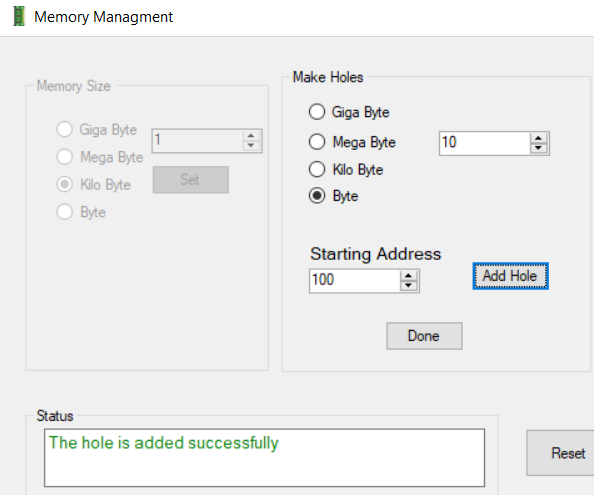 Memory Managment
Memory Size
Giga Byte
Mega Byte
Kilo Byte
Byte
1
Set
Make Holes
Giga Byte
Mega Byte
Kilo Byte
Byte
10
Starting Address
100
Add Hole
Done
Status
The hole is added successfully
Reset